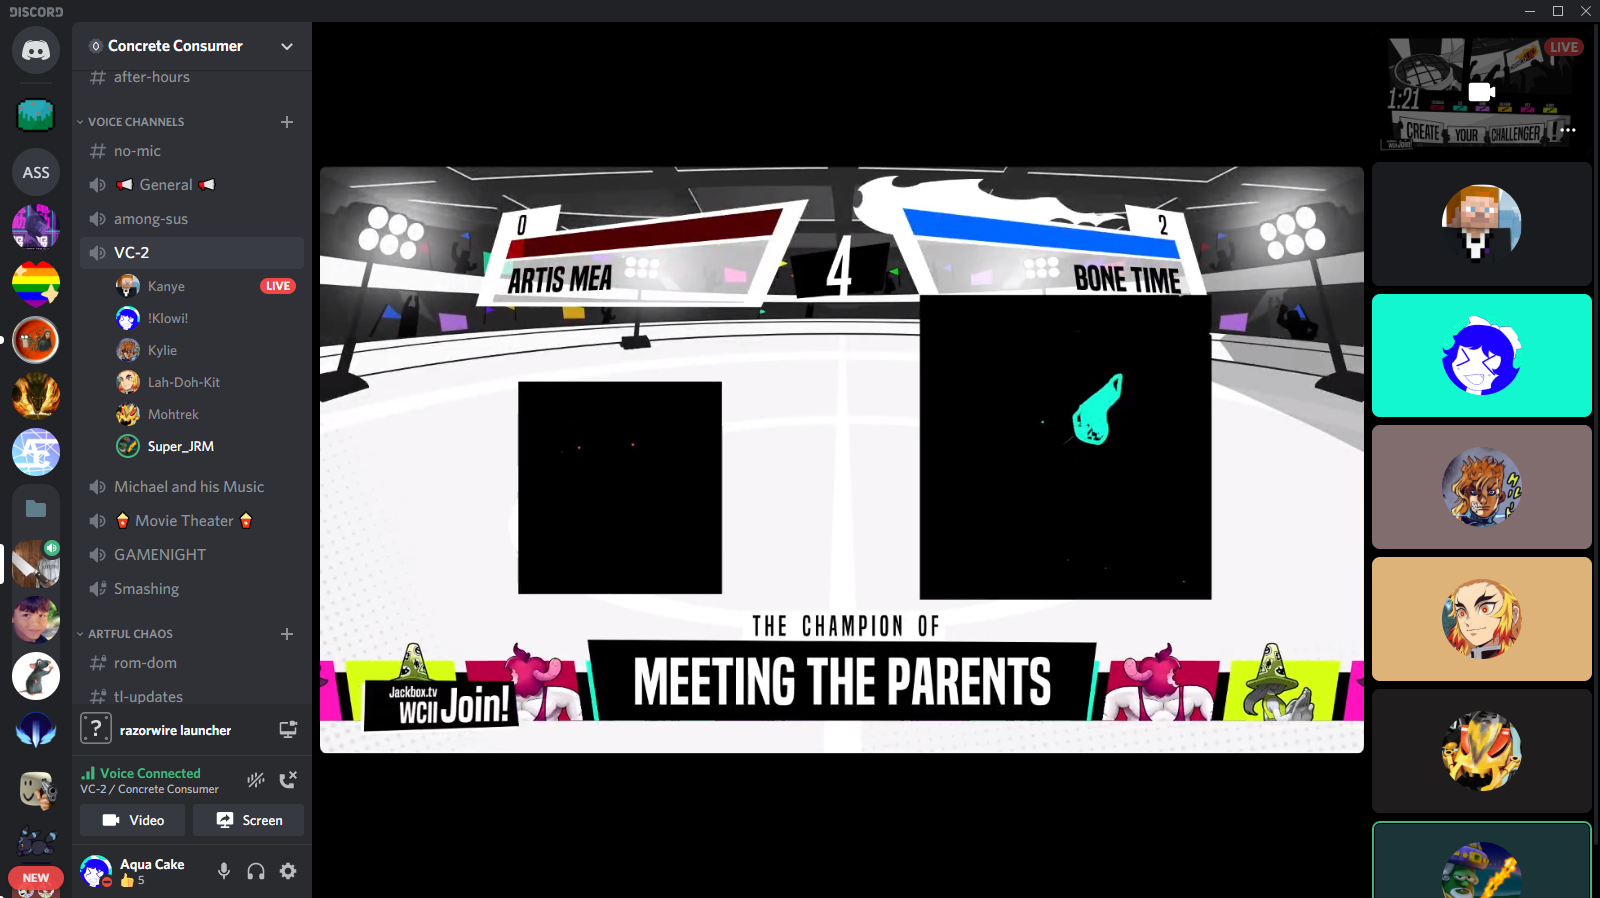 DISCORD
Concrete Consumer
after-hours
VOICE CHANNELS
no-mic
General
among-sus
VC-2
Kanye
LIVE
!Klowi!
Kylie
Lah-Doh-Kit
Mohtrek
Super_JRM
Michael and his Music
Movie Theater
GAMENIGHT
Smashing
ARTFUL CHAOS
rom-dom
tl-updates
razorwire launcher
Voice Connected
VC-2 / Concrete Consumer
Video
Screen
Aqua Cake
👍 5
ASS
NEW
0
ARTIS MEA
4
2
BONE TIME
THE CHAMPION OF
MEETING THE PARENTS
Jackbox.tv
WCII Join!
LIVE
1:21
CREATE YOUR CHALLENGER!
WCII Join!